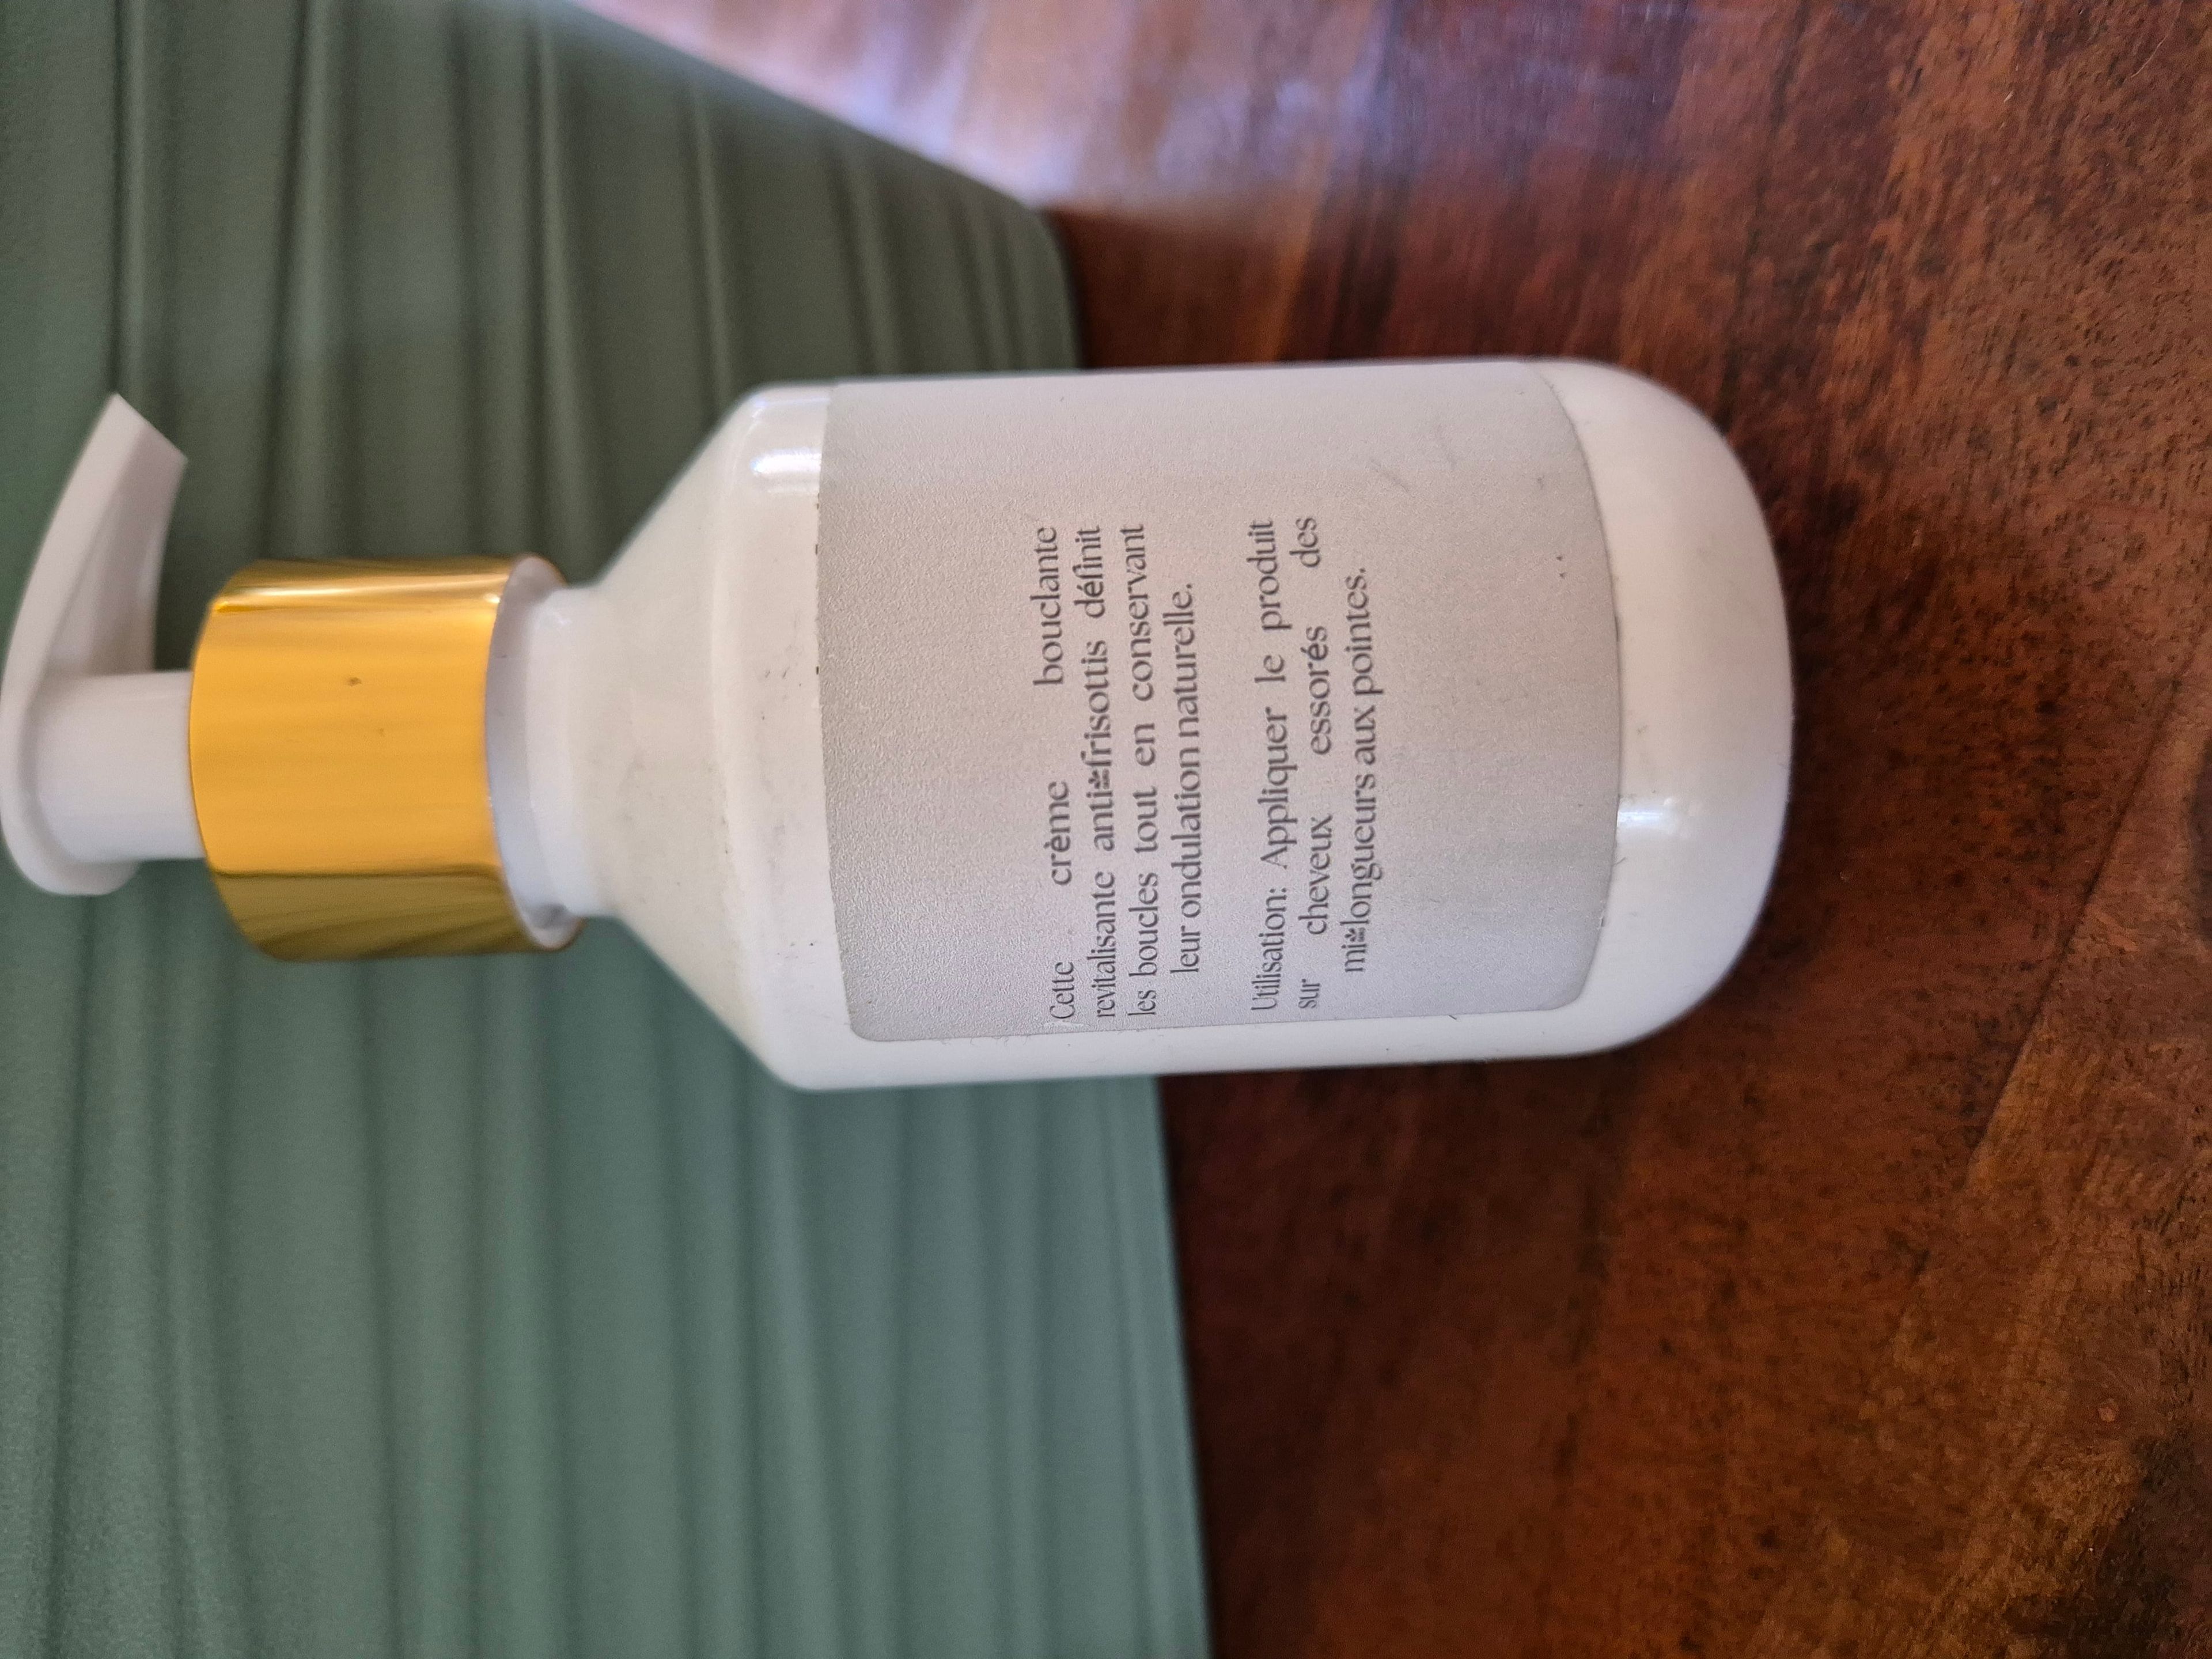 Cette crème bouclante
revitalisante anti❧frisottis définit
les boucles tout en conservant
leur ondulation naturelle.
Utilisation: Appliquer le produit
sur cheveux essorés des
mi❧longueurs aux pointes.